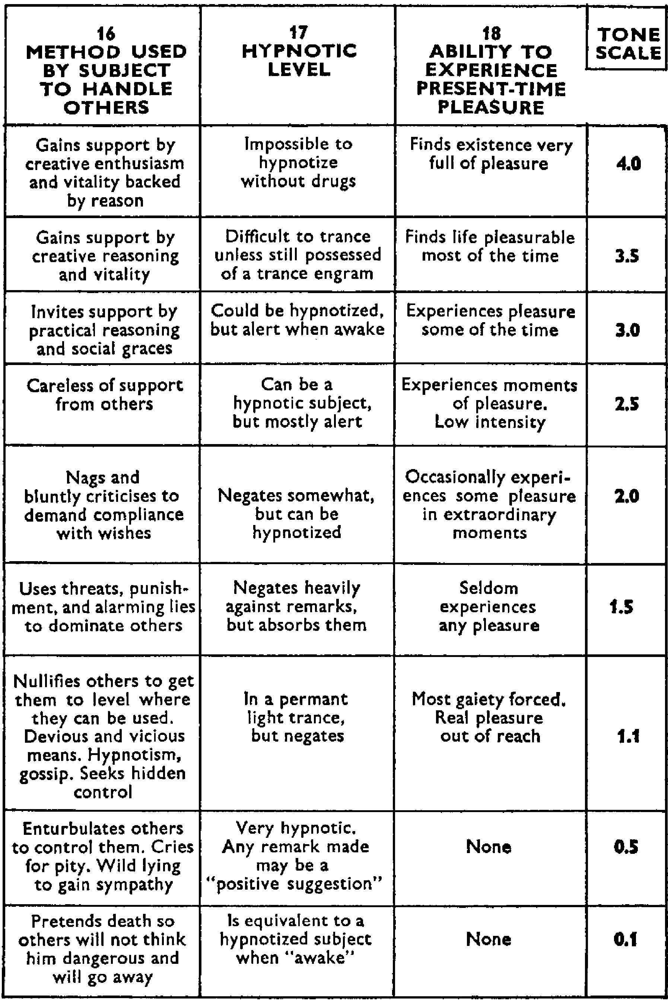 16
METHOD USED
BY SUBJECT
TO HANDLE
OTHERS
17
HYPNOTIC
LEVEL
18
ABILITY TO
EXPERIENCE
PRESENT-TIME
PLEASURE
TONE
SCALE
Gains support by
creative enthusiasm
and vitality backed
by reason
Impossible to
hypnotize
without drugs
Finds existence very
full of pleasure
4.0
Gains support by
creative reasoning
and vitality
Difficult to trance
unless still possessed
of a trance engram
Finds life pleasurable
most of the time
3.5
Invites support by
practical reasoning
and social graces
Could be hypnotized,
but alert when awake
Experiences pleasure
some of the time
3.0
Careless of support
from others
Can be a
hypnotic subject,
but mostly alert
Experiences moments
of pleasure.
Low intensity
2.5
Nags and
bluntly criticises to
demand compliance
with wishes
Negates somewhat,
but can be
hypnotized
Occasionally experi-
ences some pleasure
in extraordinary
moments
2.0
Uses threats, punish-
ment, and alarming lies
to dominate others
Negates heavily
against remarks,
but absorbs them
Seldom
experiences
any pleasure
1.5
Nullifies others to get
them to level where
they can be used.
Devious and vicious
means. Hypnotism,
gossip. Seeks hidden
control
In a permant
light trance,
but negates
Most gaiety forced.
Real pleasure
out of reach
1.1
Enturbulates others
to control them. Cries
for pity. Wild lying
to gain sympathy
Very hypnotic.
Any remark made
may be a
“positive suggestion”
None
0.5
Pretends death so
others will not think
him dangerous and
will go away
Is equivalent to a
hypnotized subject
when “awake”
None
0.1